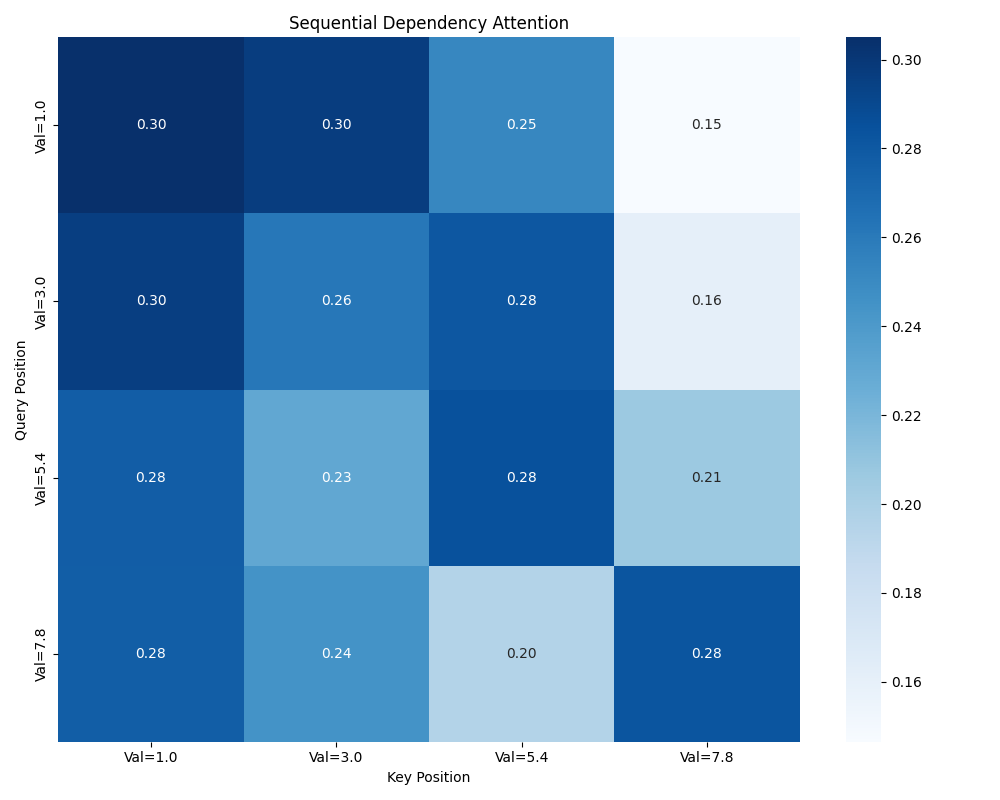 Sequential Dependency Attention
Query Position
Val=1.0
0.30 0.30 0.25 0.15
Val=3.0
0.30 0.26 0.28 0.16
Val=5.4
0.28 0.23 0.28 0.21
Val=7.8
0.28 0.24 0.20 0.28
Val=1.0 Val=3.0 Val=5.4 Val=7.8
Key Position
0.30
0.28
0.26
0.24
0.22
0.20
0.18
0.16